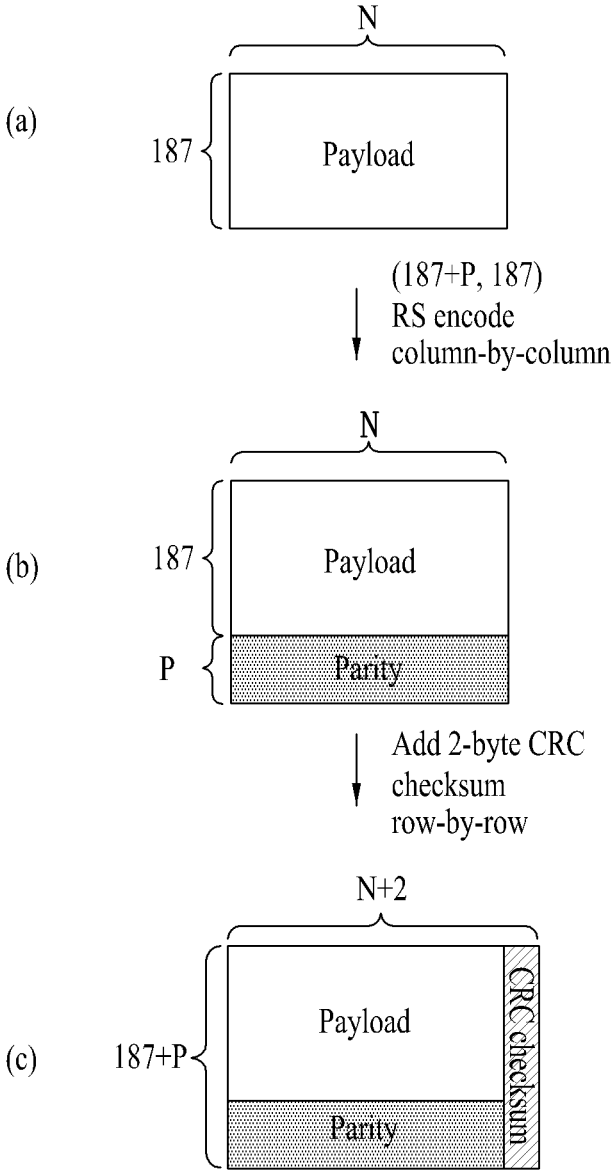 N
(a)
187
Payload
(187+P, 187)
RS encode
column-by-column
N
187
Payload
(b)
P
Parity
Add 2-byte CRC
checksum
row-by-row
N+2
Payload
CRC checksum
(c)
187+P
Parity